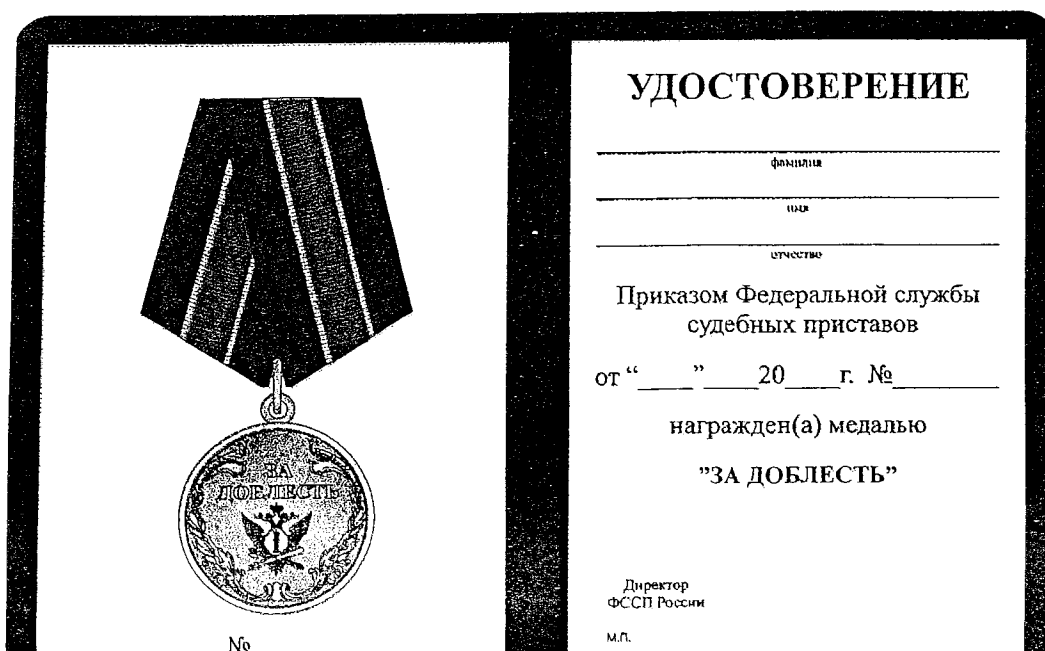 ЗА
ДОБЛЕСТЬ
№
УДОСТОВЕРЕНИЕ
фамилия
имя
отчество
Приказом Федеральной службы
судебных приставов
от “____”____20____г. №________
награжден(а) медалью
”ЗА ДОБЛЕСТЬ”
Директор
ФССП России
М.П.